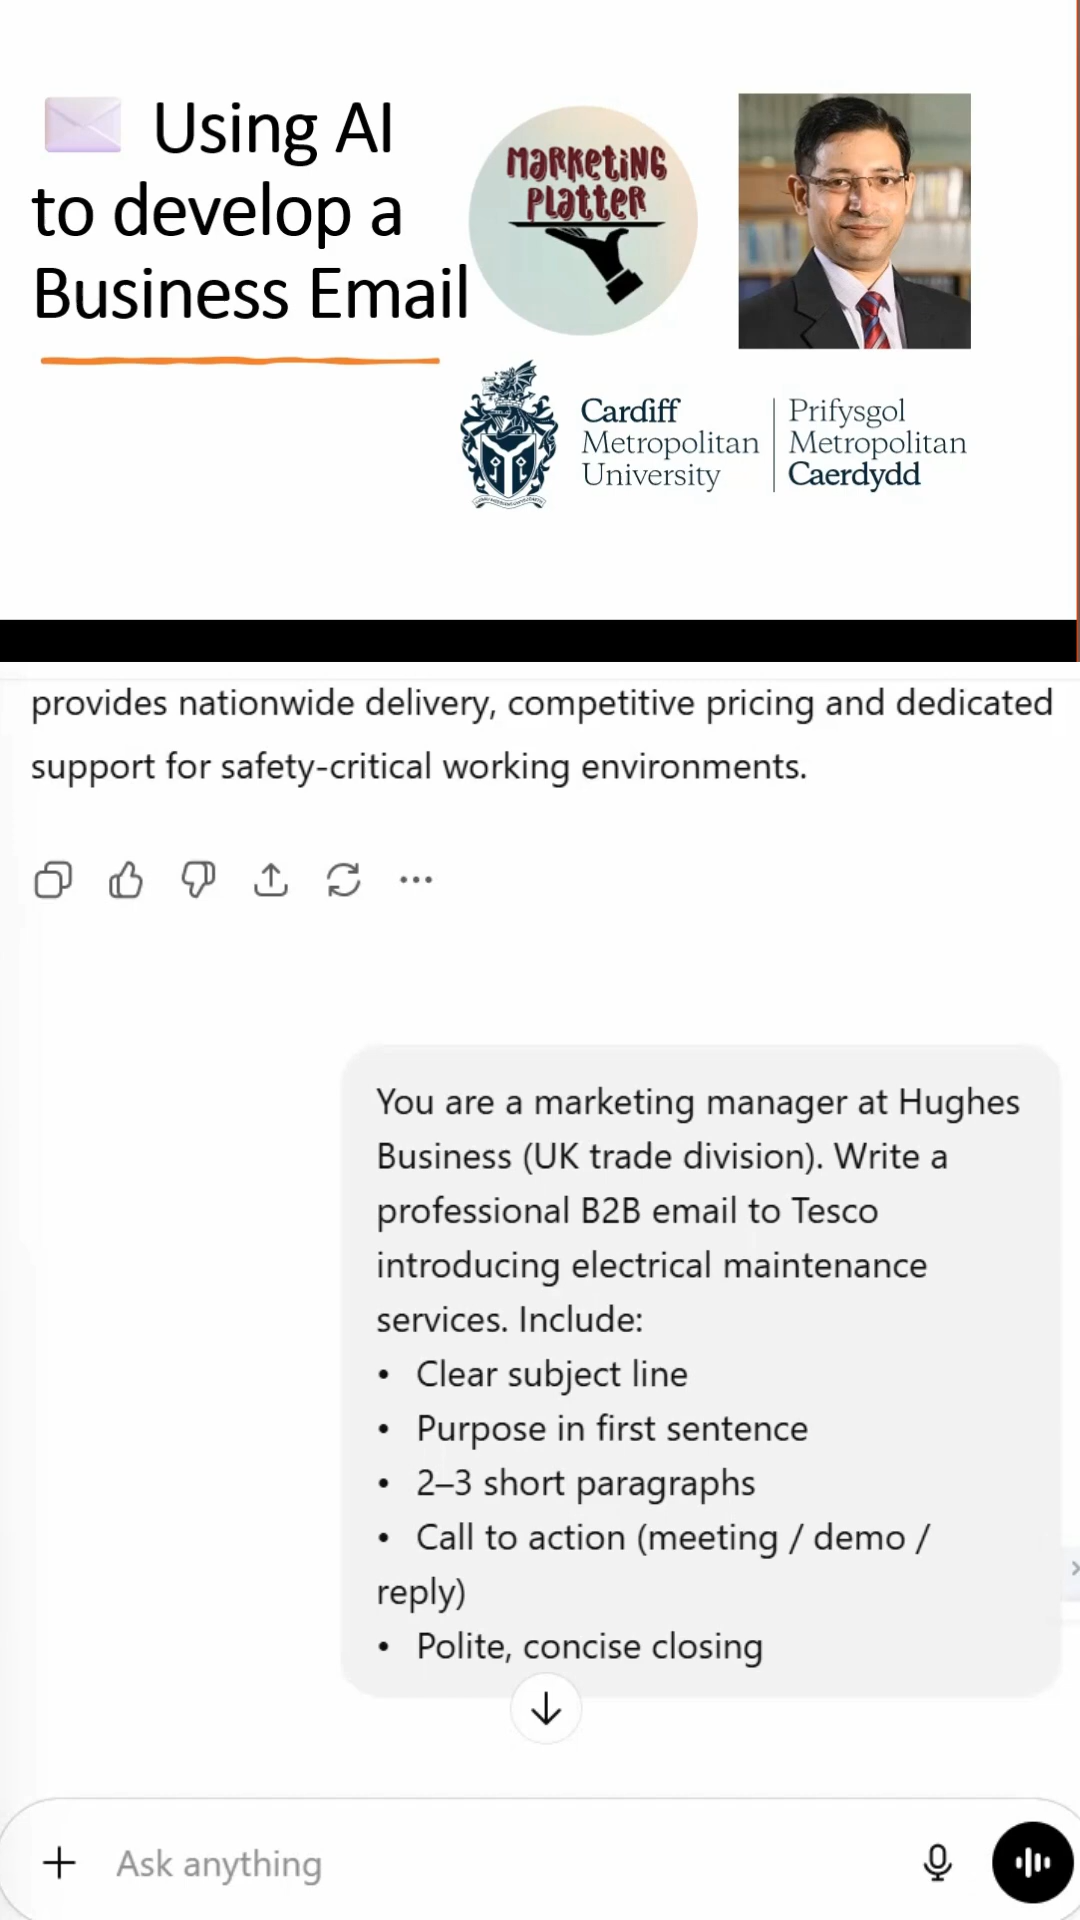 Using AI
to develop a
Business Email
MARKETING
PLATTER
Cardiff
Metropolitan
University
Prifysgol
Metropolitan
Caerdydd
provides nationwide delivery, competitive pricing and dedicated
support for safety-critical working environments.
You are a marketing manager at Hughes
Business (UK trade division). Write a
professional B2B email to Tesco
introducing electrical maintenance
services. Include:
• Clear subject line
• Purpose in first sentence
• 2–3 short paragraphs
• Call to action (meeting / demo /
reply)
• Polite, concise closing
Ask anything